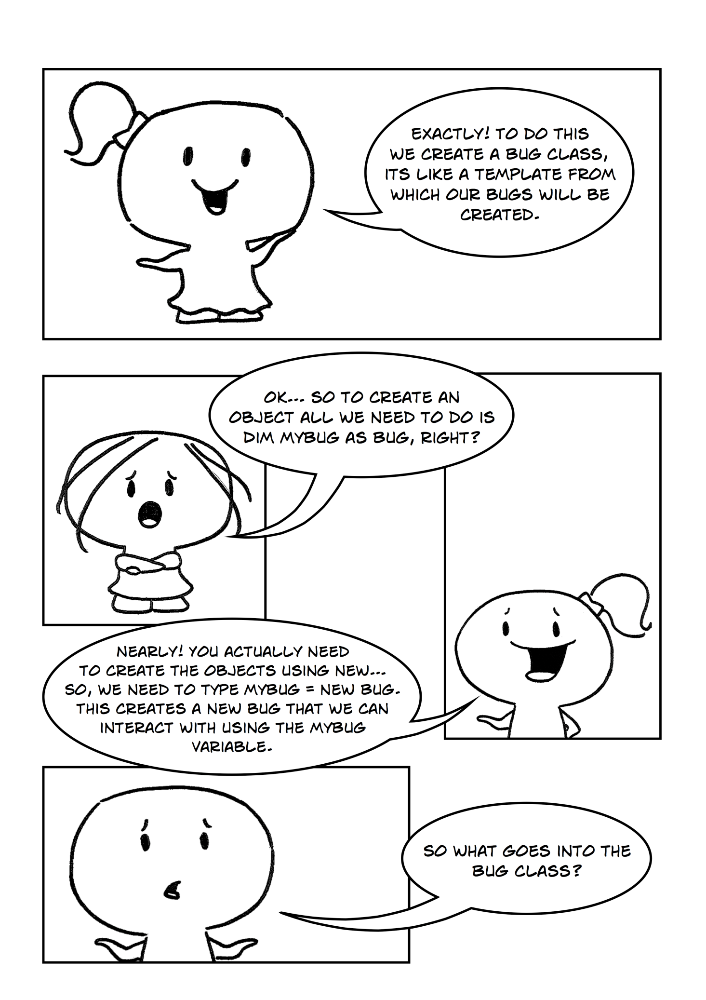 EXACTLY! TO DO THIS
WE CREATE A BUG CLASS,
ITS LIKE A TEMPLATE FROM
WHICH OUR BUGS WILL BE
CREATED.
OK... SO TO CREATE AN
OBJECT ALL WE NEED TO DO IS
DIM MYBUG AS BUG, RIGHT?
NEARLY! YOU ACTUALLY NEED
TO CREATE THE OBJECTS USING NEW...
SO, WE NEED TO TYPE MYBUG = NEW BUG.
THIS CREATES A NEW BUG THAT WE CAN
INTERACT WITH USING THE MYBUG
VARIABLE.
SO WHAT GOES INTO THE
BUG CLASS?